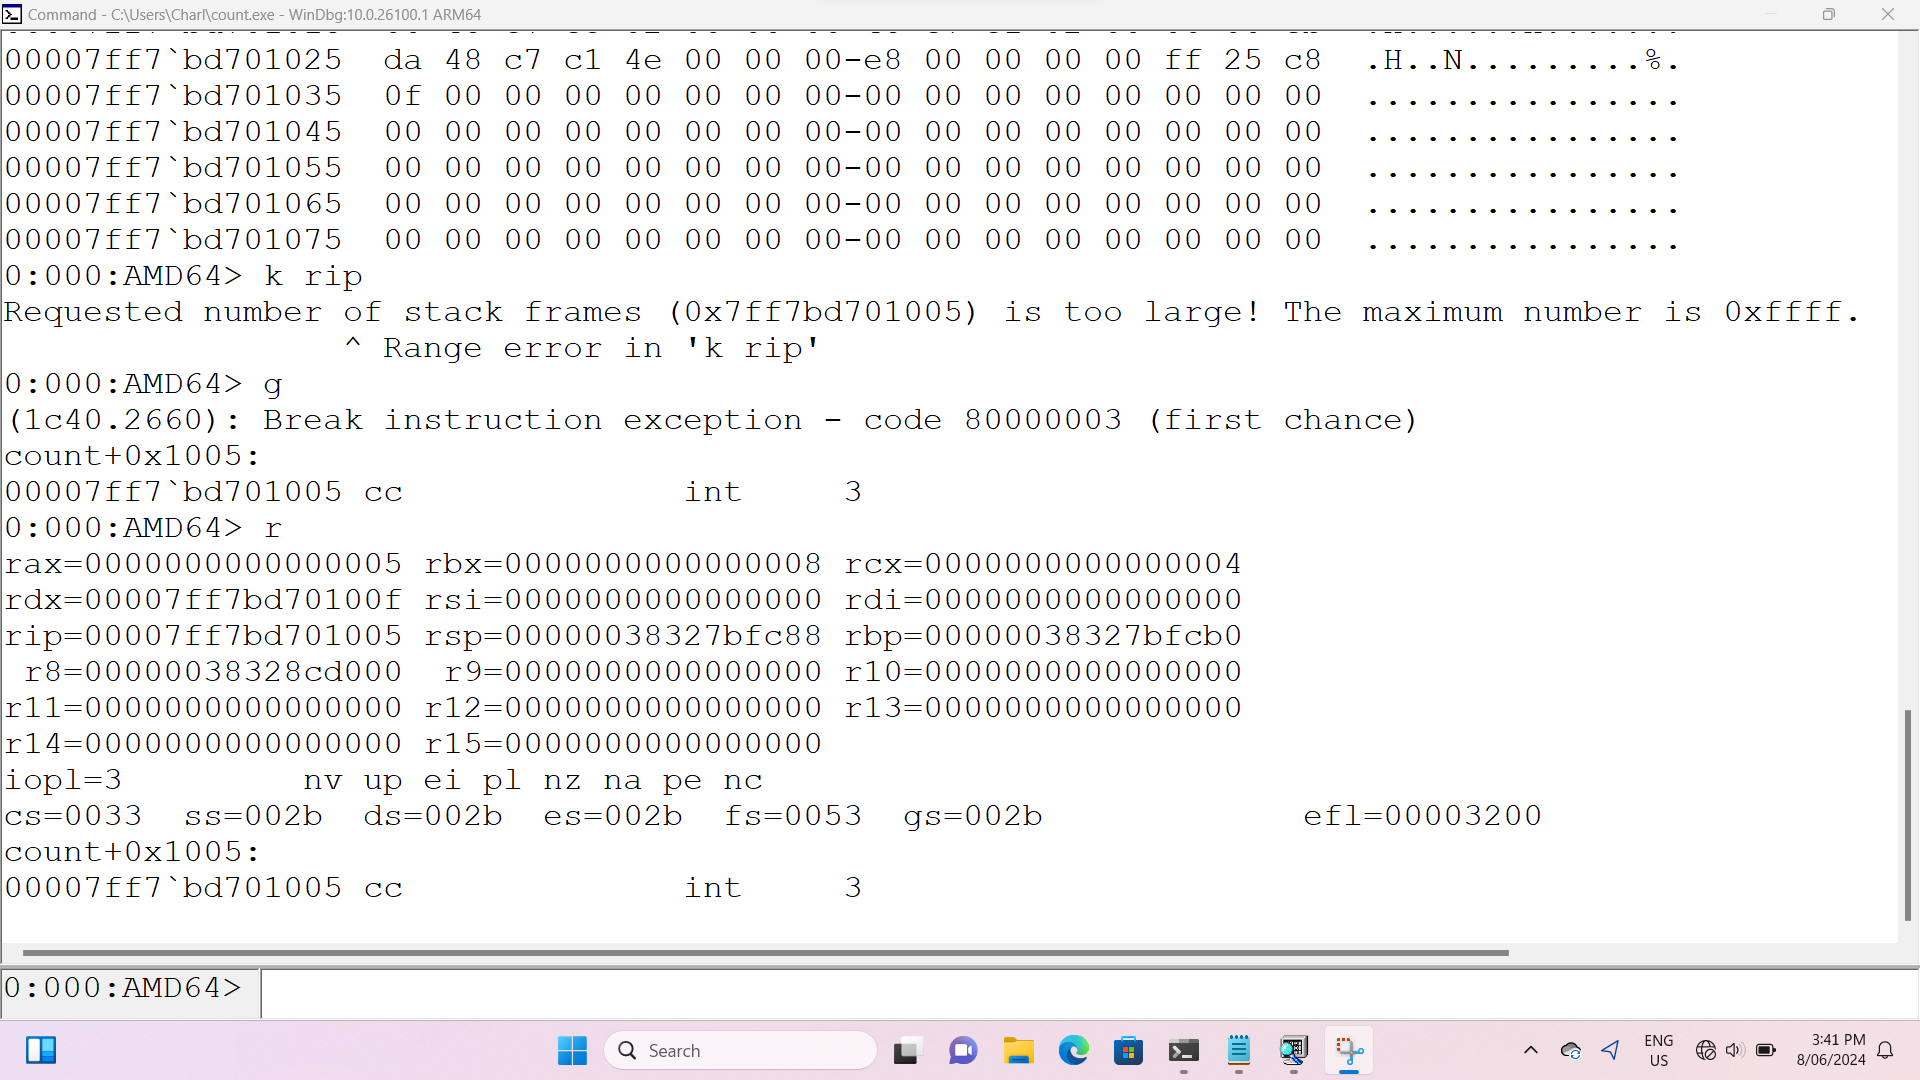 Command - C:\Users\Charl\count.exe - WinDbg:10.0.26100.1 ARM64
00007ff7`bd701025  da 48 c7 c1 4e 00 00 00-e8 00 00 00 00 ff 25 c8  .H..N.........%.
00007ff7`bd701035  0f 00 00 00 00 00 00 00-00 00 00 00 00 00 00 00  ................
00007ff7`bd701045  00 00 00 00 00 00 00 00-00 00 00 00 00 00 00 00  ................
00007ff7`bd701055  00 00 00 00 00 00 00 00-00 00 00 00 00 00 00 00  ................
00007ff7`bd701065  00 00 00 00 00 00 00 00-00 00 00 00 00 00 00 00  ................
00007ff7`bd701075  00 00 00 00 00 00 00 00-00 00 00 00 00 00 00 00  ................
0:000:AMD64> k rip
Requested number of stack frames (0x7ff7bd701005) is too large! The maximum number is 0xffff.
                 ^ Range error in 'k rip'
0:000:AMD64> g
(1c40.2660): Break instruction exception - code 80000003 (first chance)
count+0x1005:
00007ff7`bd701005 cc              int     3
0:000:AMD64> r
rax=0000000000000005 rbx=0000000000000008 rcx=0000000000000004
rdx=00007ff7bd70100f rsi=0000000000000000 rdi=0000000000000000
rip=00007ff7bd701005 rsp=00000038327bfc88 rbp=00000038327bfcb0
 r8=00000038328cd000  r9=0000000000000000 r10=0000000000000000
r11=0000000000000000 r12=0000000000000000 r13=0000000000000000
r14=0000000000000000 r15=0000000000000000
iopl=3         nv up ei pl nz na pe nc
cs=0033  ss=002b  ds=002b  es=002b  fs=0053  gs=002b             efl=00003200
count+0x1005:
00007ff7`bd701005 cc              int     3
0:000:AMD64>
Search
ENG
US
3:41 PM
8/06/2024